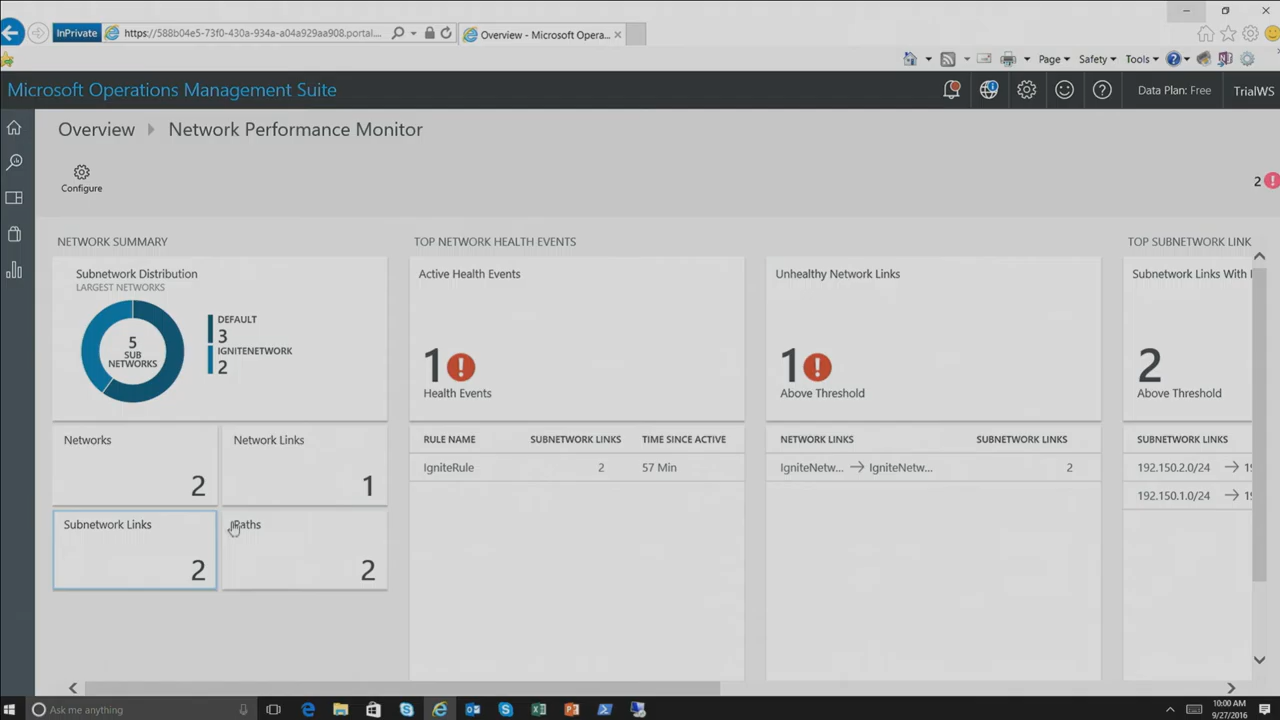 InPrivate
https://588b04e5-73f0-430a-934a-a04a929aa908.portal....
Overview - Microsoft Opera...
Page
Safety
Tools
Microsoft Operations Management Suite
Data Plan: Free
TrialWS
Overview
Network Performance Monitor
Configure
2
NETWORK SUMMARY
Subnetwork Distribution
LARGEST NETWORKS
5
SUB
NETWORKS
DEFAULT
3
IGNITENETWORK
2
Networks
2
Network Links
1
Subnetwork Links
2
Paths
2
TOP NETWORK HEALTH EVENTS
Active Health Events
1
Health Events
RULE NAME SUBNETWORK LINKS TIME SINCE ACTIVE
IgniteRule 2 57 Min
Unhealthy Network Links
1
Above Threshold
NETWORK LINKS SUBNETWORK LINKS
IgniteNetw... → IgniteNetw... 2
TOP SUBNETWORK LINK
Subnetwork Links With
2
Above Threshold
SUBNETWORK LINKS
192.150.2.0/24 → 19
192.150.1.0/24 → 19
Ask me anything
10:00 AM
9/27/2016